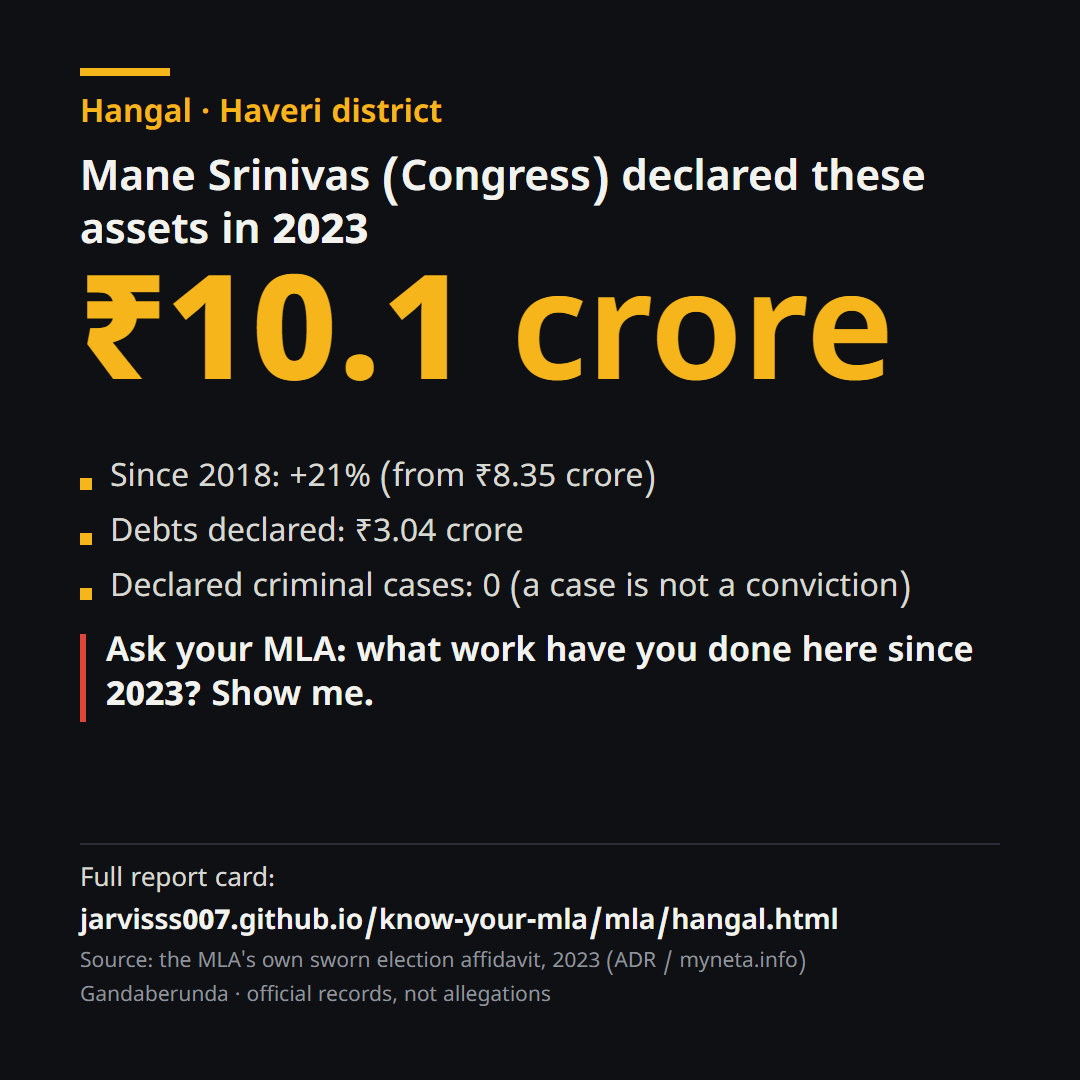 Hangal · Haveri district
Mane Srinivas (Congress) declared these
assets in 2023
₹10.1 crore
Since 2018: +21% (from ₹8.35 crore)
Debts declared: ₹3.04 crore
Declared criminal cases: 0 (a case is not a conviction)
Ask your MLA: what work have you done here since
2023? Show me.
Full report card:
jarvisss007.github.io/know-your-mla/mla/hangal.html
Source: the MLA's own sworn election affidavit, 2023 (ADR / myneta.info)
Gandaberunda · official records, not allegations